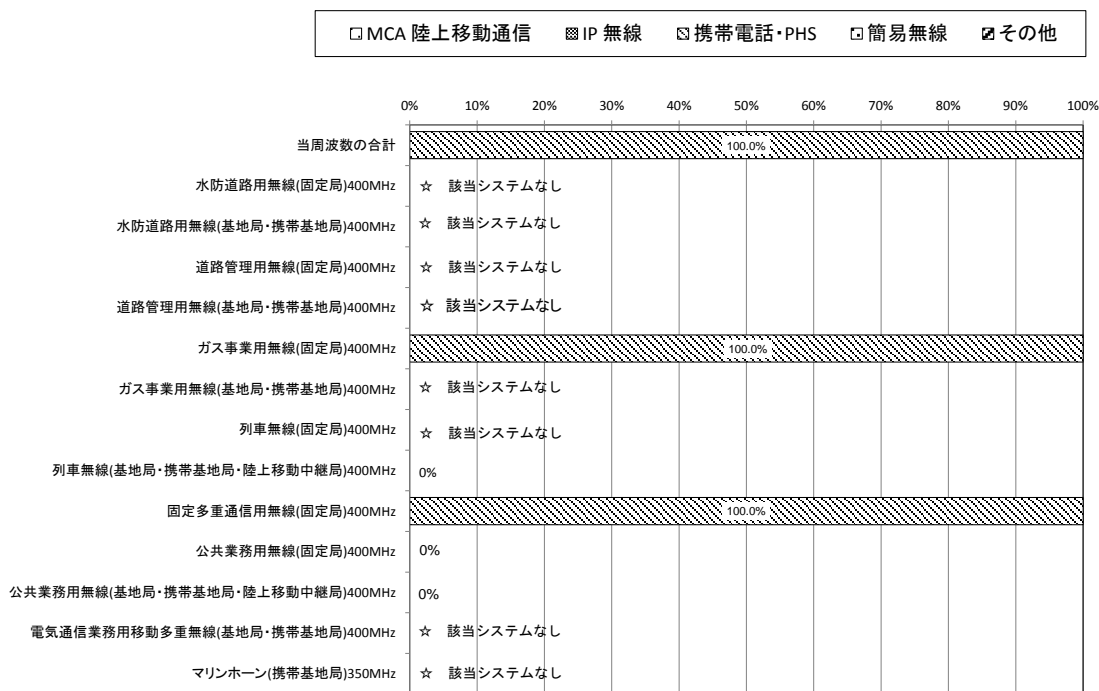 MCA 陸上移動通信 IP 無線 携帯電話・PHS 簡易無線 その他
0% 10% 20% 30% 40% 50% 60% 70% 80% 90% 100%
当周波数の合計 100.0%
水防道路用無線(固定局)400MHz ☆ 該当システムなし
水防道路用無線(基地局・携帯基地局)400MHz ☆ 該当システムなし
道路管理用無線(固定局)400MHz ☆ 該当システムなし
道路管理用無線(基地局・携帯基地局)400MHz ☆ 該当システムなし
ガス事業用無線(固定局)400MHz 100.0%
ガス事業用無線(基地局・携帯基地局)400MHz ☆ 該当システムなし
列車無線(固定局)400MHz ☆ 該当システムなし
列車無線(基地局・携帯基地局・陸上移動中継局)400MHz 0%
固定多重通信用無線(固定局)400MHz 100.0%
公共業務用無線(固定局)400MHz 0%
公共業務用無線(基地局・携帯基地局・陸上移動中継局)400MHz 0%
電気通信業務用移動多重無線(基地局・携帯基地局)400MHz ☆ 該当システムなし
マリンホーン(携帯基地局)350MHz ☆ 該当システムなし